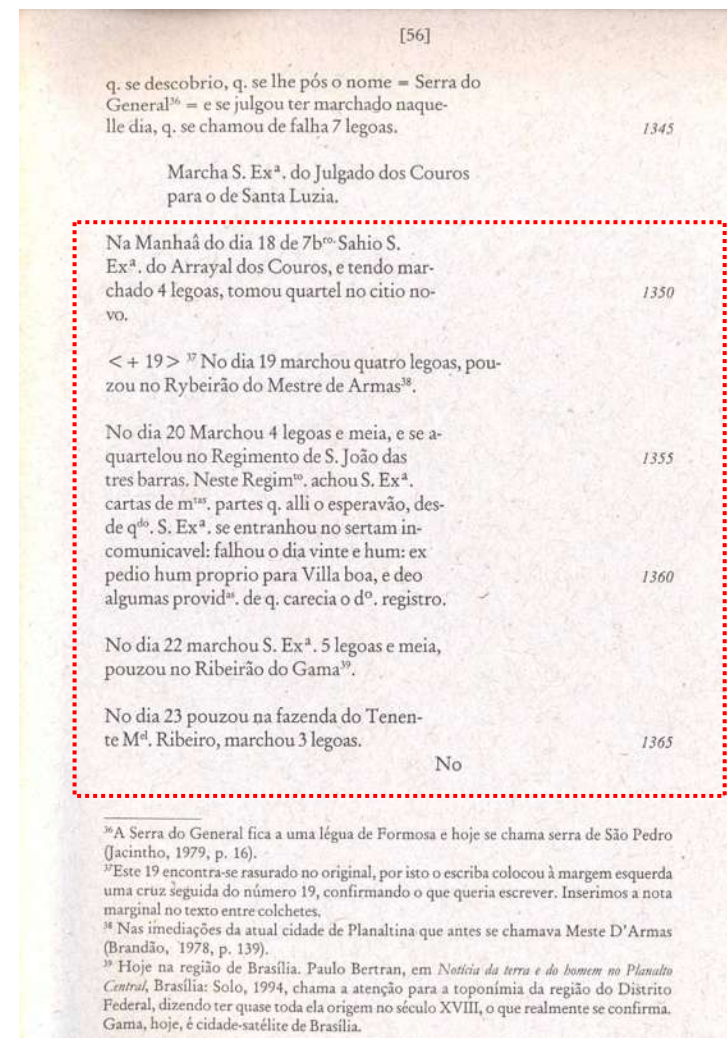 [56]
q. se descobrio, q. se lhe pós o nome = Serra do
General³⁶ = e se julgou ter marchado naque-
lle dia, q. se chamou de falha 7 legoas. 1345
Marcha S. Exª. do Julgado dos Couros
para o de Santa Luzia.
Na Manhaâ do dia 18 de 7bʳᵒ· Sahio S.
Exª. do Arrayal dos Couros, e tendo mar-
chado 4 legoas, tomou quartel no citio no- 1350
vo.
< + 19 > ³⁷ No dia 19 marchou quatro legoas, pou-
zou no Rybeirão do Mestre de Armas³⁸.
No dia 20 Marchou 4 legoas e meia, e se a-
quartelou no Regimento de S. João das 1355
tres barras. Neste Regimᵗᵒ. achou S. Exª.
cartas de mᵗᵃˢ. partes q. alli o esperavão, des-
de qᵈᵒ. S. Exª. se entranhou no sertam in-
comunicavel: falhou o dia vinte e hum: ex
pedio hum proprio para Villa boa, e deo 1360
algumas providᵃˢ. de q. carecia o dº. registro.
No dia 22 marchou S. Exª. 5 legoas e meia,
pouzou no Ribeirão do Gama³⁹.
No dia 23 pouzou na fazenda do Tenen-
te Mᵉˡ. Ribeiro, marchou 3 legoas. 1365
No
³⁶A Serra do General fica a uma légua de Formosa e hoje se chama serra de São Pedro
(Jacintho, 1979, p. 16).
³⁷Este 19 encontra-se rasurado no original, por isto o escriba colocou à margem esquerda
uma cruz seguida do número 19, confirmando o que queria escrever. Inserimos a nota
marginal no texto entre colchetes.
³⁸ Nas imediações da atual cidade de Planaltina que antes se chamava Meste D'Armas
(Brandão, 1978, p. 139).
³⁹ Hoje na região de Brasília. Paulo Bertran, em Notícia da terra e do homem no Planalto
Central, Brasília: Solo, 1994, chama a atenção para a toponímia da região do Distrito
Federal, dizendo ter quase toda ela origem no século XVIII, o que realmente se confirma.
Gama, hoje, é cidade-satélite de Brasília.